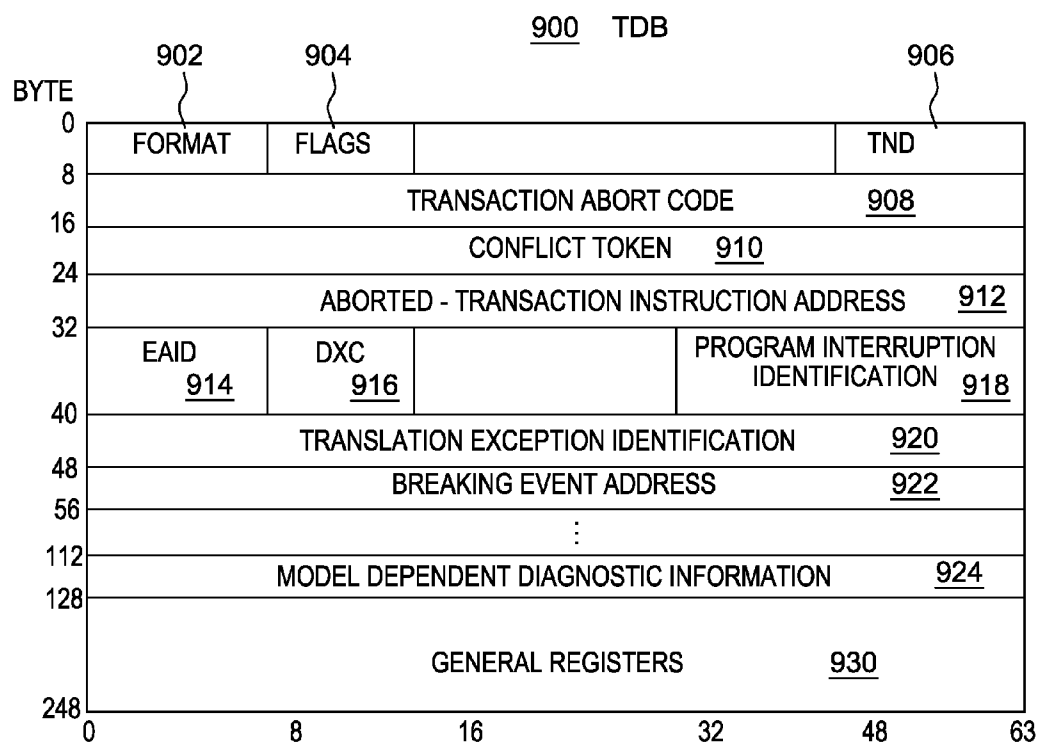 900 TDB
902 904 906
BYTE
0
FORMAT FLAGS TND
8
TRANSACTION ABORT CODE 908
16
CONFLICT TOKEN 910
24
ABORTED - TRANSACTION INSTRUCTION ADDRESS 912
32
EAID 914
DXC 916
PROGRAM INTERRUPTION
IDENTIFICATION 918
40
TRANSLATION EXCEPTION IDENTIFICATION 920
48
BREAKING EVENT ADDRESS 922
56
⋮
112
MODEL DEPENDENT DIAGNOSTIC INFORMATION 924
128
GENERAL REGISTERS 930
248
0 8 16 32 48 63